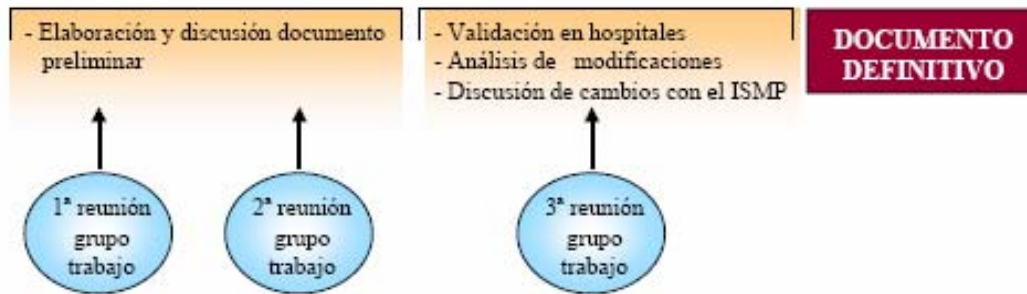 - Elaboración y discusión documento
preliminar
- Validación en hospitales
- Análisis de modificaciones
- Discusión de cambios con el ISMP
DOCUMENTO
DEFINITIVO
1ª reunión
grupo
trabajo
2ª reunión
grupo
trabajo
3ª reunión
grupo
trabajo